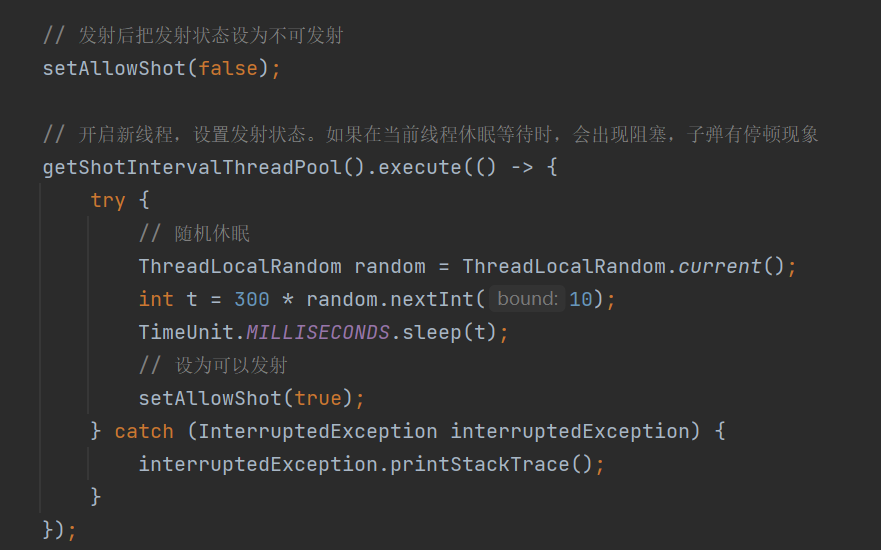 // 发射后把发射状态设为不可发射
setAllowShot(false);
// 开启新线程，设置发射状态。如果在当前线程休眠等待时，会出现阻塞，子弹有停顿现象
getShotIntervalThreadPool().execute(() -> {
try {
// 随机休眠
ThreadLocalRandom random = ThreadLocalRandom.current();
int t = 300 * random.nextInt( bound: 10);
TimeUnit.MILLISECONDS.sleep(t);
// 设为可以发射
setAllowShot(true);
} catch (InterruptedException interruptedException) {
interruptedException.printStackTrace();
}
});